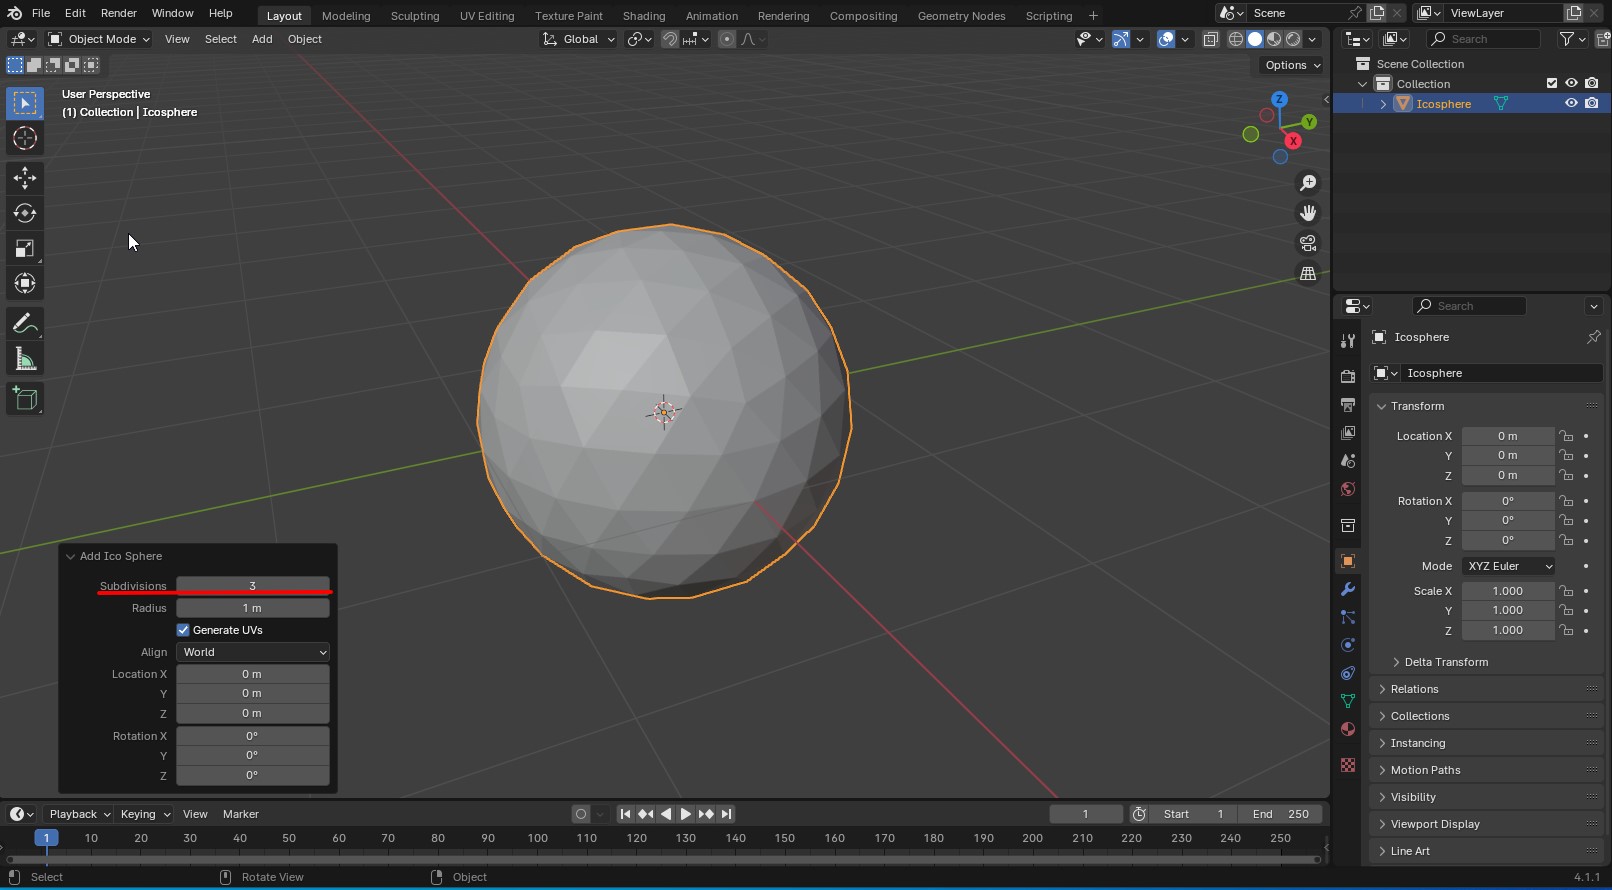 File Edit Render Window Help Layout Modeling Sculpting UV Editing Texture Paint Shading Animation Rendering Compositing Geometry Nodes Scripting + Scene ViewLayer
Object Mode View Select Add Object Global Search
Options
User Perspective
(1) Collection | Icosphere
Z
Y
X
Scene Collection
Collection
Icosphere
Search
Icosphere
Icosphere
Transform
Location X 0 m
Y 0 m
Z 0 m
Rotation X 0°
Y 0°
Z 0°
Mode XYZ Euler
Scale X 1.000
Y 1.000
Z 1.000
Delta Transform
Relations
Collections
Instancing
Motion Paths
Visibility
Viewport Display
Line Art
Add Ico Sphere
Subdivisions 3
Radius 1 m
Generate UVs
Align World
Location X 0 m
Y 0 m
Z 0 m
Rotation X 0°
Y 0°
Z 0°
Playback Keying View Marker 1 Start 1 End 250
1 10 20 30 40 50 60 70 80 90 100 110 120 130 140 150 160 170 180 190 200 210 220 230 240 250
Select Rotate View Object 4.1.1